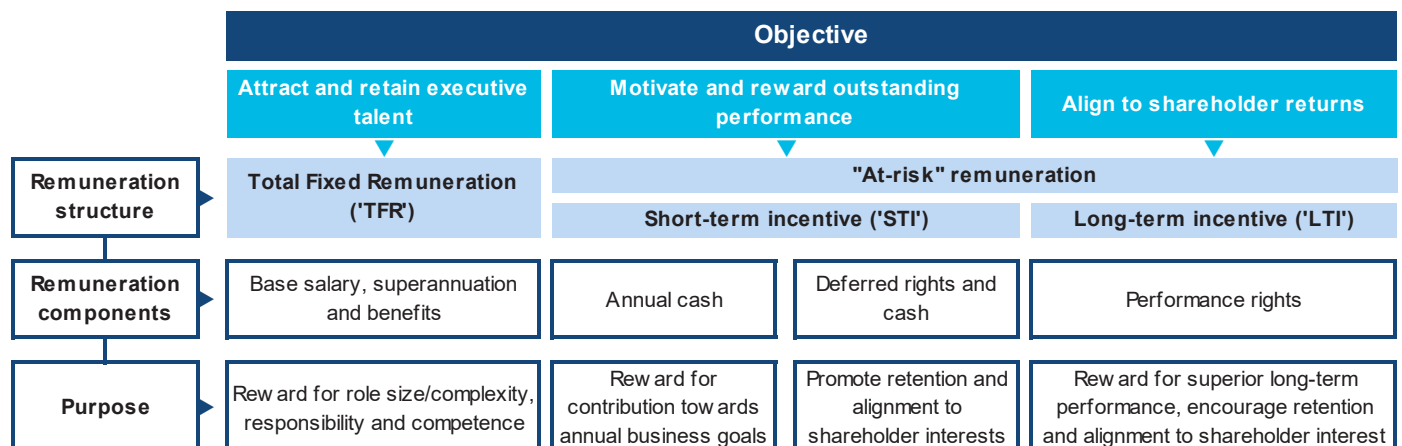 Objective
Attract and retain executive
talent
Motivate and reward outstanding
performance
Align to shareholder returns
Remuneration
structure
Total Fixed Remuneration
('TFR')
"At-risk" remuneration
Short-term incentive ('STI')
Long-term incentive ('LTI')
Remuneration
components
Base salary, superannuation
and benefits
Annual cash
Deferred rights and
cash
Performance rights
Purpose
Reward for role size/complexity,
responsibility and competence
Reward for
contribution towards
annual business goals
Promote retention and
alignment to
shareholder interests
Reward for superior long-term
performance, encourage retention
and alignment to shareholder interest